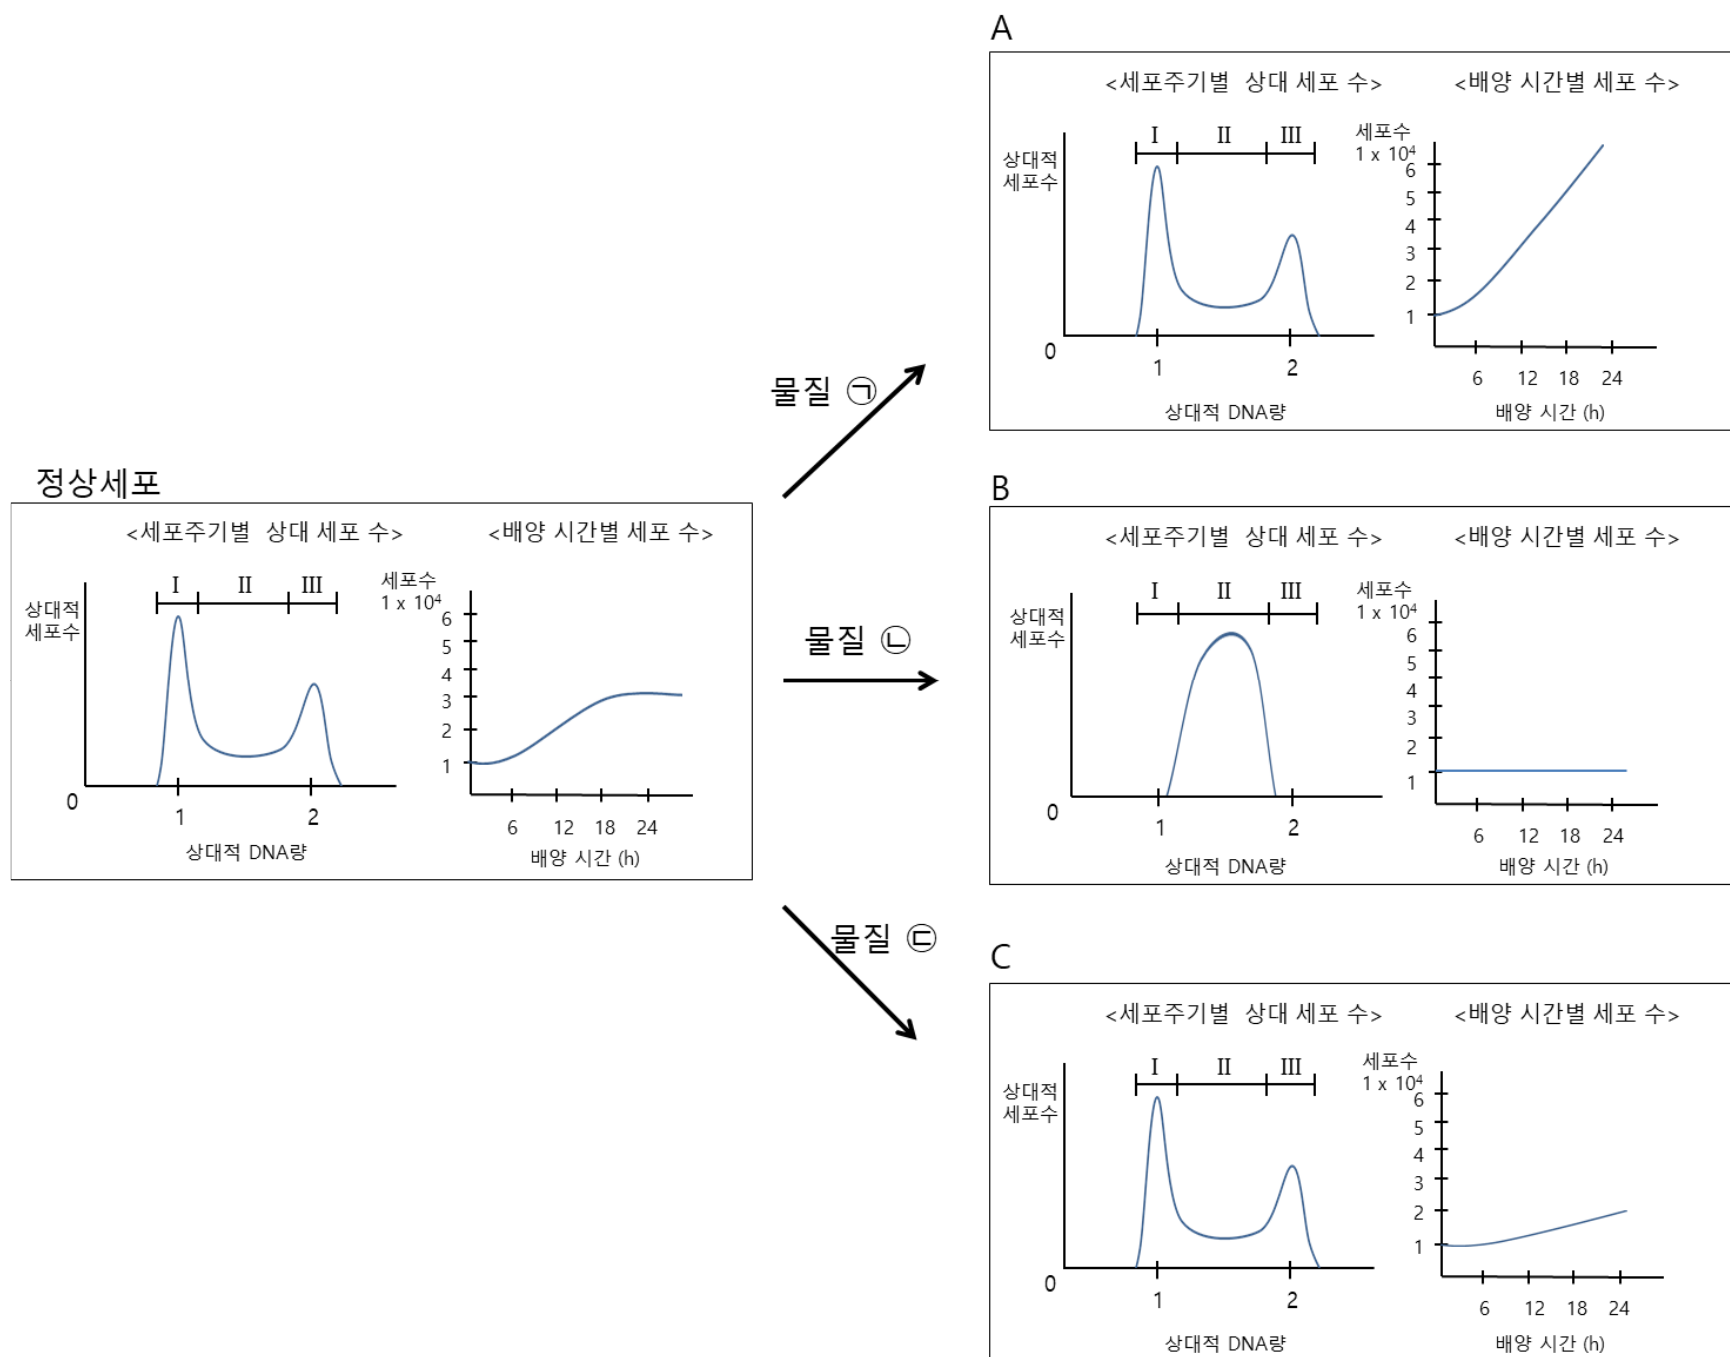 A
<세포주기별 상대 세포 수>
<배양 시간별 세포 수>
I II III
상대적
세포수
0
1 2
상대적 DNA량
세포수
1 x 10⁴
6
5
4
3
2
1
6 12 18 24
배양 시간 (h)
물질 ㉠
정상세포
<세포주기별 상대 세포 수>
<배양 시간별 세포 수>
I II III
상대적
세포수
0
1 2
상대적 DNA량
세포수
1 x 10⁴
6
5
4
3
2
1
6 12 18 24
배양 시간 (h)
물질 ㉡
B
<세포주기별 상대 세포 수>
<배양 시간별 세포 수>
I II III
상대적
세포수
0
1 2
상대적 DNA량
세포수
1 x 10⁴
6
5
4
3
2
1
6 12 18 24
배양 시간 (h)
물질 ㉢
C
<세포주기별 상대 세포 수>
<배양 시간별 세포 수>
I II III
상대적
세포수
0
1 2
상대적 DNA량
세포수
1 x 10⁴
6
5
4
3
2
1
6 12 18 24
배양 시간 (h)